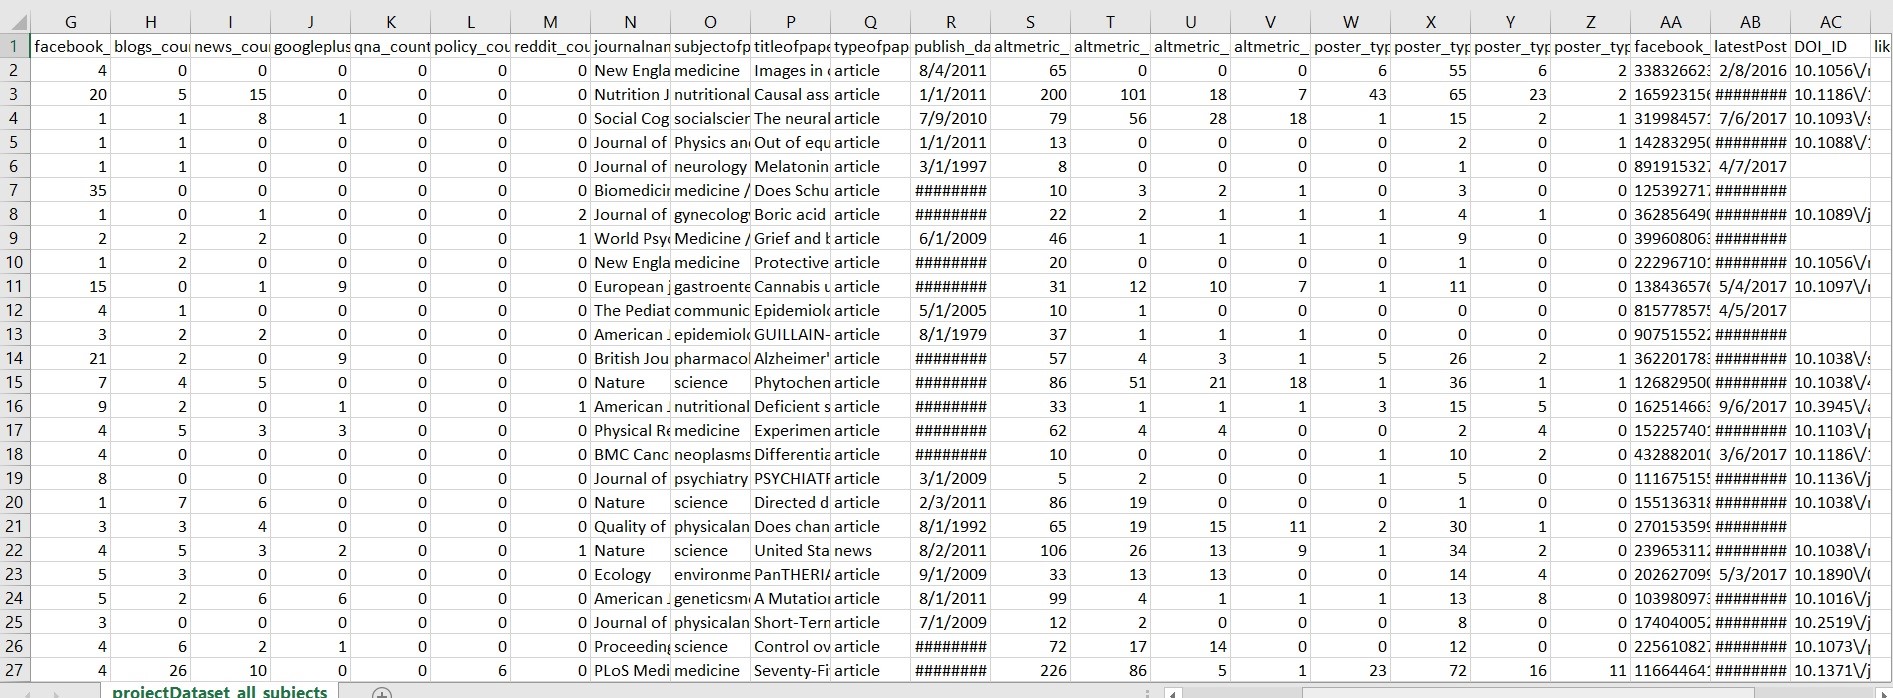 G H I J K L M N O P Q R S T U V W X Y Z AA AB AC
1 facebook_ blogs_cou news_cou googleplus qna_count policy_cou reddit_cou journalnan subjectofp titleofpape typeofpap publish_da altmetric_ altmetric_ altmetric_ altmetric_ poster_typ poster_typ poster_typ poster_typ facebook_ latestPost DOI_ID lik
2 4 0 0 0 0 0 0 New Engla medicine Images in article 8/4/2011 65 0 0 0 6 55 6 2 338326623 2/8/2016 10.1056\/
3 20 5 15 0 0 0 0 Nutrition J nutritional Causal ass article 1/1/2011 200 101 18 7 43 65 23 2 165923156 ######## 10.1186\/
4 1 1 8 1 0 0 0 Social Cog socialscier The neural article 7/9/2010 79 56 28 18 1 15 2 1 319984571 7/6/2017 10.1093\/
5 1 1 0 0 0 0 0 Journal of Physics an Out of equ article 1/1/2011 13 0 0 0 0 2 0 1 142832950 ######## 10.1088\/
6 1 1 0 0 0 0 0 Journal of neurology Melatonin article 3/1/1997 8 0 0 0 0 1 0 0 891915327 4/7/2017
7 35 0 0 0 0 0 0 Biomedicin medicine / Does Schu article ######## 10 3 2 1 0 3 0 0 125392717 ########
8 1 0 1 0 0 0 2 Journal of gynecology Boric acid article ######## 22 2 1 1 1 4 1 0 362856490 ######## 10.1089\/j
9 2 2 2 0 0 0 1 World Psy Medicine / Grief and b article 6/1/2009 46 1 1 1 1 9 0 0 399608063 ########
10 1 2 0 0 0 0 0 New Engla medicine Protective article ######## 20 0 0 0 0 1 0 0 222967101 ######## 10.1056\/
11 15 0 1 9 0 0 0 European j gastroente Cannabis u article ######## 31 12 10 7 1 11 0 0 138436576 5/4/2017 10.1097\/
12 4 1 0 0 0 0 0 The Pediat communic Epidemiol article 5/1/2005 10 1 0 0 0 0 0 0 815778575 4/5/2017
13 3 2 2 0 0 0 0 American J epidemiol GUILLAIN- article 8/1/1979 37 1 1 1 0 0 0 0 907515522 ########
14 21 2 0 9 0 0 0 British Jou pharmacol Alzheimer' article ######## 57 4 3 1 5 26 2 1 362201783 ######## 10.1038\/s
15 7 4 5 0 0 0 0 Nature science Phytochen article ######## 86 51 21 18 1 36 1 1 126829500 ######## 10.1038\/4
16 9 2 0 1 0 0 1 American J nutritional Deficient s article ######## 33 1 1 1 3 15 5 0 162514663 9/6/2017 10.3945\/a
17 4 5 3 3 0 0 0 Physical Re medicine Experimen article ######## 62 4 4 0 0 2 4 0 152257401 ######## 10.1103\/p
18 4 0 0 0 0 0 0 BMC Canc neoplasms Differentia article ######## 10 0 0 0 1 10 2 0 432882010 3/6/2017 10.1186\/
19 8 0 0 0 0 0 0 Journal of psychiatry PSYCHIATR article 3/1/2009 5 2 0 0 1 5 0 0 111675155 ######## 10.1136\/j
20 1 7 6 0 0 0 0 Nature science Directed d article 2/3/2011 86 19 0 0 0 1 0 0 155136318 ######## 10.1038\/
21 3 3 4 0 0 0 0 Quality of physicalan Does chan article 8/1/1992 65 19 15 11 2 30 1 0 270153599 ########
22 4 5 3 2 0 0 1 Nature science United Sta news 8/2/2011 106 26 13 9 1 34 2 0 239653112 ######## 10.1038\/
23 5 3 0 0 0 0 0 Ecology environme PanTHERIA article 9/1/2009 33 13 13 0 0 14 4 0 202627099 5/3/2017 10.1890\/0
24 5 2 6 6 0 0 0 American J geneticsm A Mutation article 8/1/2011 99 4 1 1 1 13 8 0 103980973 ######## 10.1016\/j
25 3 0 0 0 0 0 0 Journal of physicalan Short-Tern article 7/1/2009 12 2 0 0 0 8 0 0 174040052 ######## 10.2519\/j
26 4 6 2 1 0 0 0 Proceeding science Control ov article ######## 72 17 14 0 0 12 0 0 225610827 ######## 10.1073\/p
27 4 26 10 0 0 6 0 PLoS Medi medicine Seventy-Fi article ######## 226 86 5 1 23 72 16 11 116644641 ######## 10.1371\/j
projectDataset_all_subjects